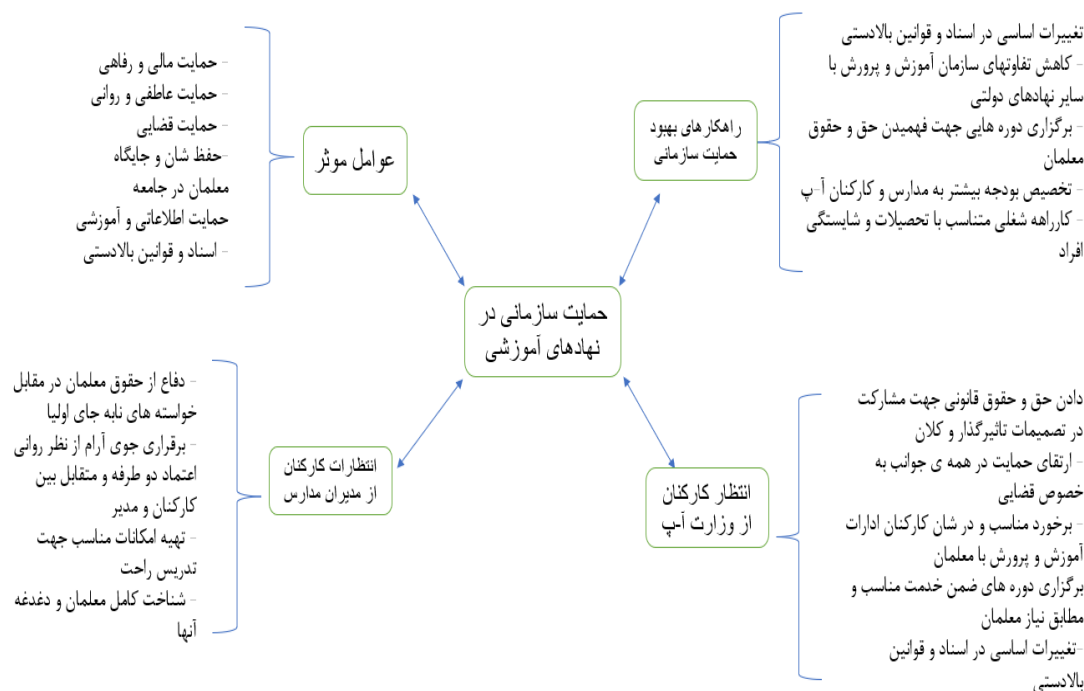 حمایت سازمانی در
نهادهای آموزشی
راهکارهای بهبود
حمایت سازمانی
تغییرات اساسی در اسناد و قوانین بالادستی
- کاهش تفاوتهای سازمان آموزش و پرورش با
سایر نهادهای دولتی
- برگزاری دوره هایی جهت فهمیدن حق و حقوق
معلمان
- تخصیص بودجه بیشتر به مدارس و کارکنان آ-پ
- کارراهه شغلی متناسب با تحصیلات و شایستگی
افراد
عوامل موثر
- حمایت مالی و رفاهی
- حمایت عاطفی و روانی
- حمایت قضایی
-حفظ شان و جایگاه
معلمان در جامعه
حمایت اطلاعاتی و آموزشی
- اسناد و قوانین بالادستی
انتظار کارکنان
از وزارت آ-پ
دادن حق و حقوق قانونی جهت مشارکت
در تصمیمات تاثیرگذار و کلان
- ارتقای حمایت در همه ی جوانب به
خصوص قضایی
- برخورد مناسب و در شان کارکنان ادارات
آموزش و پرورش با معلمان
برگزاری دوره های ضمن خدمت مناسب و
مطابق نیاز معلمان
-تغییرات اساسی در اسناد و قوانین
بالادستی
انتظارات کارکنان
از مدیران مدارس
- دفاع از حقوق معلمان در مقابل
خواسته های نابه جای اولیا
- برقراری جوی آرام از نظر روانی
اعتماد دو طرفه و متقابل بین
کارکنان و مدیر
- تهیه امکانات مناسب جهت
تدریس راحت
- شناخت کامل معلمان و دغدغه
آنها